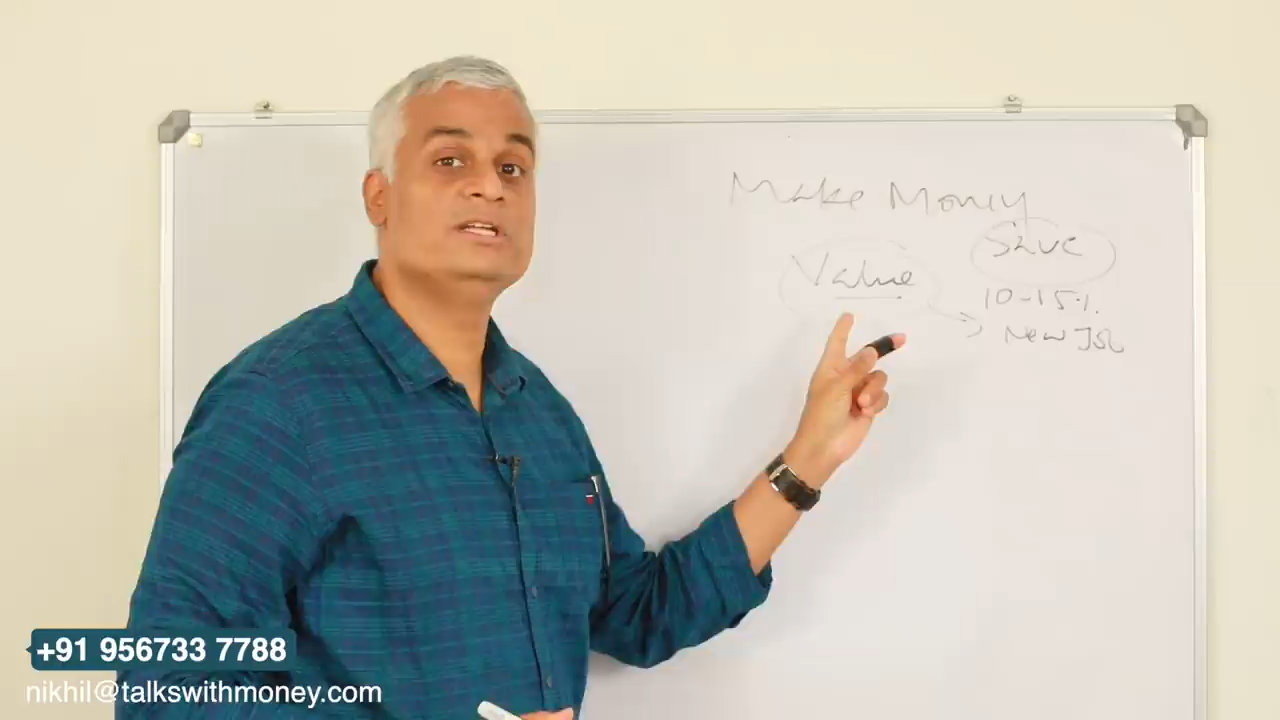 Make Money
Save
Value
10-15%
New Job
+91 956733 7788
nikhil@talkswithmoney.com